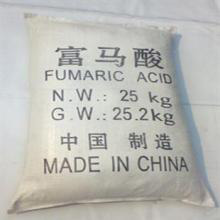 富马酸
FUMARIC ACID
N.W.: 25 kg
G.W.: 25.2kg
中国 制造
MADE IN CHINA